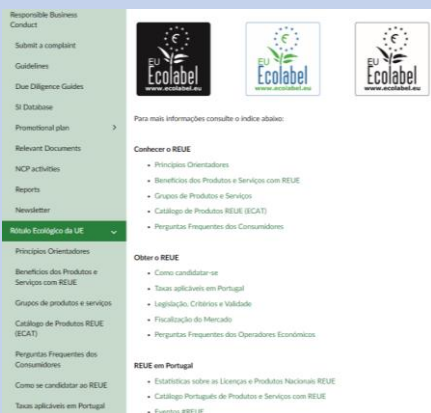 Responsible Business
Conduct
Submit a complaint
Guidelines
Due Diligence Guides
SI Database
Promotional plan
Relevant Documents
NCP activities
Reports
Newsletter
Rótulo Ecológico da UE
Princípios Orientadores
Benefícios dos Produtos e
Serviços com REUE
Grupos de produtos e serviços
Catálogo de Produtos REUE
(ECAT)
Perguntas Frequentes dos
Consumidores
Como se candidatar ao REUE
Taxas aplicáveis em Portugal
EU
Ecolabel
www.ecolabel.eu
EU
Ecolabel
www.ecolabel.eu
EU
Ecolabel
www.ecolabel.eu
Para mais informações consulte o índice abaixo:
Conhecer o REUE
• Princípios Orientadores
• Benefícios dos Produtos e Serviços com REUE
• Grupos de Produtos e Serviços
• Catálogo de Produtos REUE (ECAT)
• Perguntas Frequentes dos Consumidores
Obter o REUE
• Como candidatar-se
• Taxas aplicáveis em Portugal
• Legislação, Critérios e Validade
• Fiscalização do Mercado
• Perguntas Frequentes dos Operadores Económicos
REUE em Portugal
• Estatísticas sobre as Licenças e Produtos Nacionais REUE
• Catálogo Português de Produtos e Serviços com REUE
• Eventos #REUE